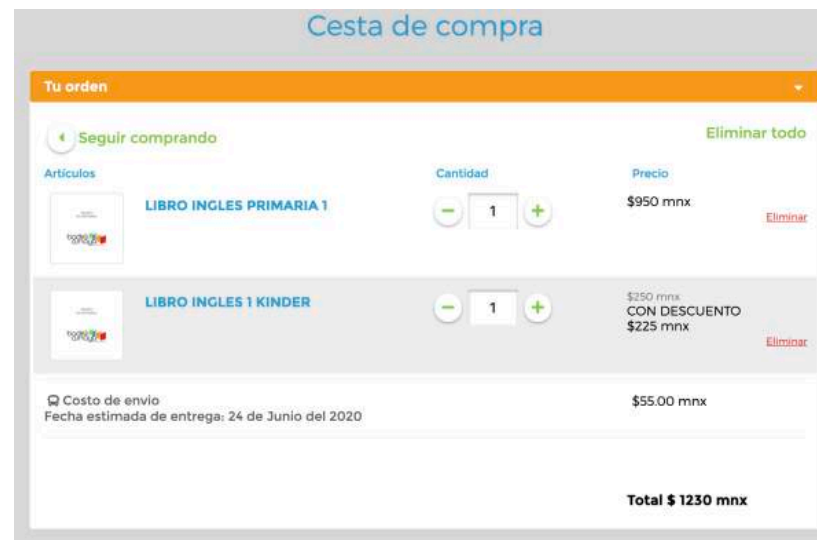 Cesta de compra
Tu orden
Seguir comprando
Eliminar todo
Artículos Cantidad Precio
LIBRO INGLES PRIMARIA 1
1
$950 mnx
Eliminar
LIBRO INGLES 1 KINDER
1
$250 mnx
CON DESCUENTO
$225 mnx
Eliminar
Costo de envio
Fecha estimada de entrega: 24 de Junio del 2020
$55.00 mnx
Total $ 1230 mnx